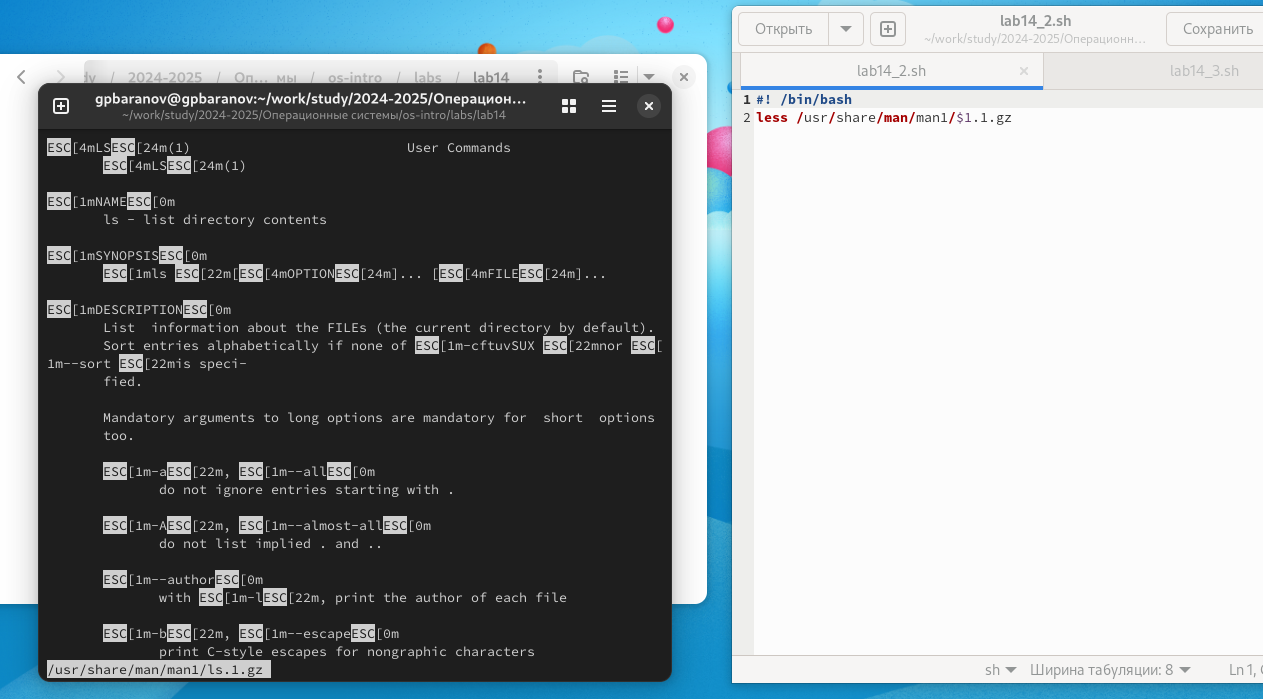 dy / 2024-2025 / Оп… мы / os-intro / labs / lab14
gpbaranov@gpbaranov:~/work/study/2024-2025/Операцион...
~/work/study/2024-2025/Операционные системы/os-intro/labs/lab14
ESC[4mLSESC[24m(1) User Commands
ESC[4mLSESC[24m(1)
ESC[1mNAMEESC[0m
ls - list directory contents
ESC[1mSYNOPSISESC[0m
ESC[1mls ESC[22m[ESC[4mOPTIONESC[24m]... [ESC[4mFILEESC[24m]...
ESC[1mDESCRIPTIONESC[0m
List information about the FILEs (the current directory by default).
Sort entries alphabetically if none of ESC[1m-cftuvSUX ESC[22mnor ESC[
1m--sort ESC[22mis speci-
fied.
Mandatory arguments to long options are mandatory for short options
too.
ESC[1m-aESC[22m, ESC[1m--allESC[0m
do not ignore entries starting with .
ESC[1m-AESC[22m, ESC[1m--almost-allESC[0m
do not list implied . and ..
ESC[1m--authorESC[0m
with ESC[1m-lESC[22m, print the author of each file
ESC[1m-bESC[22m, ESC[1m--escapeESC[0m
print C-style escapes for nongraphic characters
/usr/share/man/man1/ls.1.gz
Открыть
lab14_2.sh
~/work/study/2024-2025/Операционн…
Сохранить
lab14_2.sh
lab14_3.sh
1 #! /bin/bash
2 less /usr/share/man/man1/$1.1.gz
sh
Ширина табуляции: 8
Ln 1,